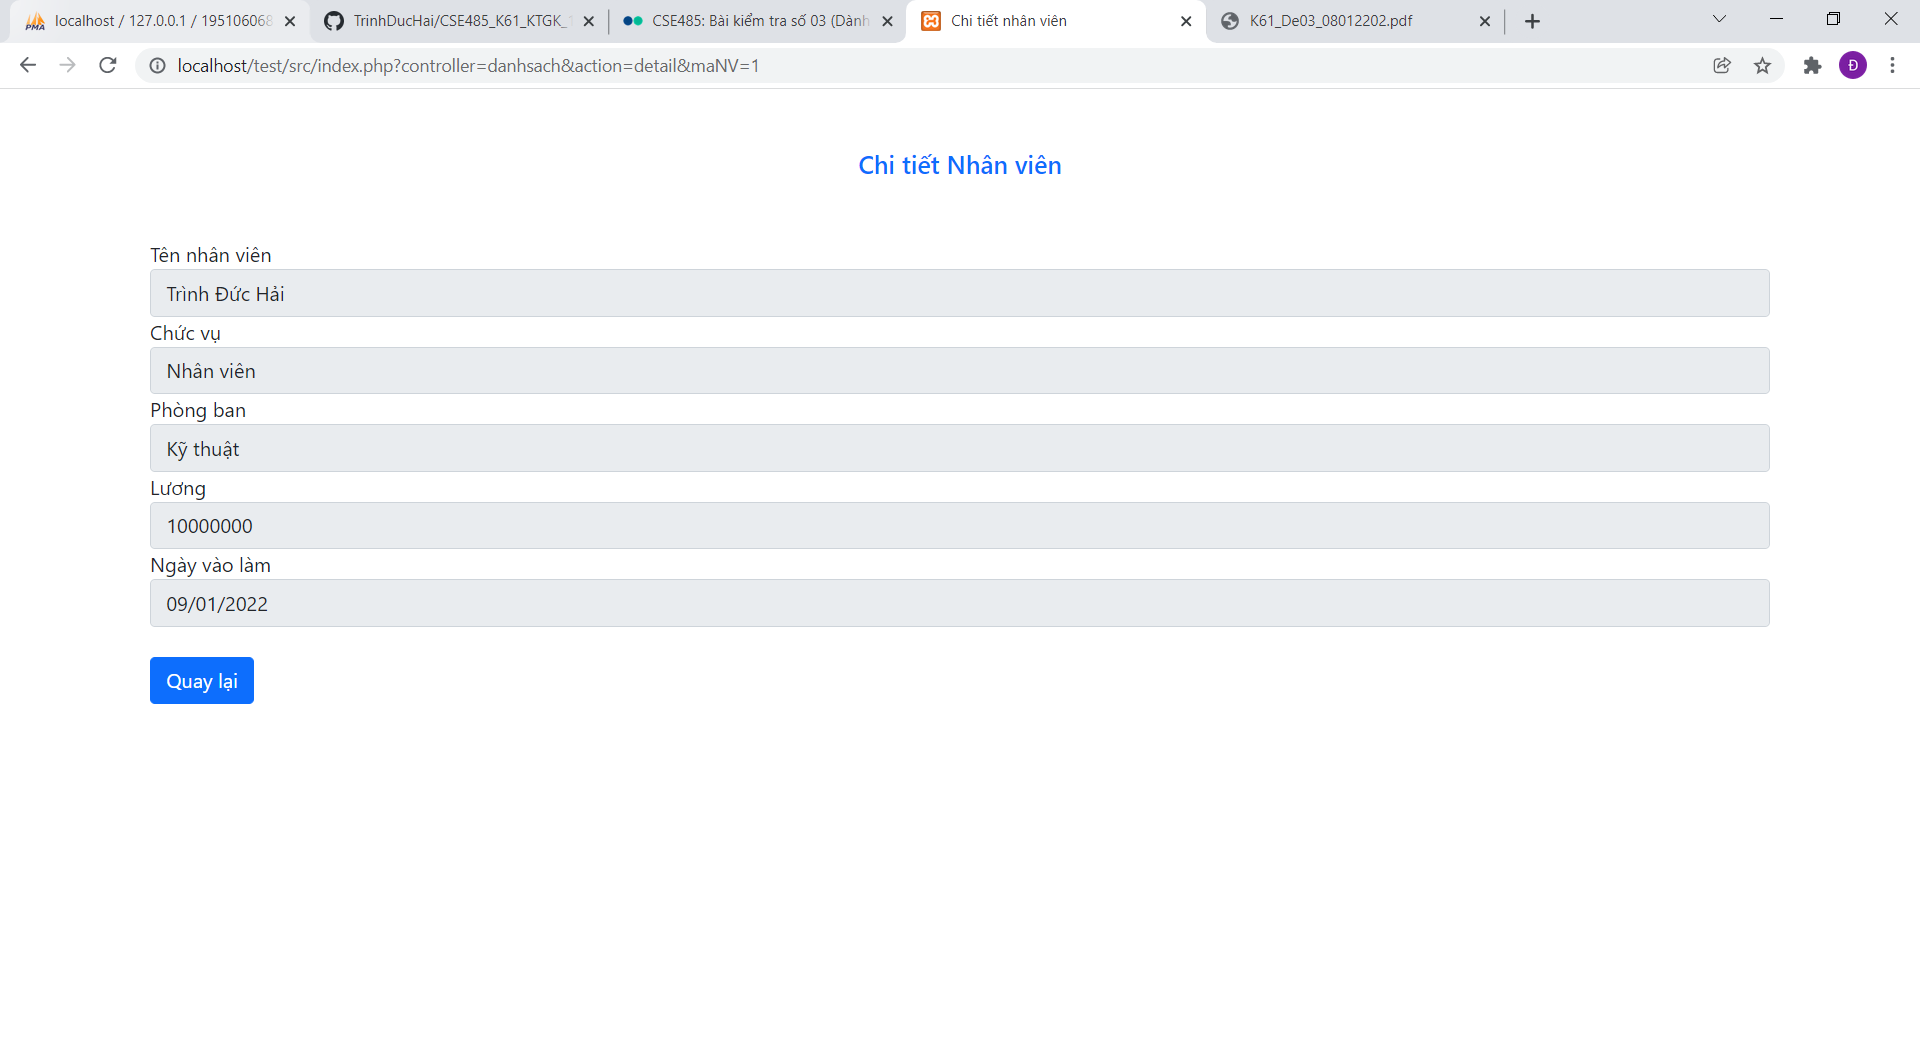 localhost / 127.0.0.1 / 195106068
TrinhDucHai/CSE485_K61_KTGK_
CSE485: Bài kiểm tra số 03 (Dành
Chi tiết nhân viên
K61_De03_08012202.pdf
localhost/test/src/index.php?controller=danhsach&action=detail&maNV=1
Đ
Chi tiết Nhân viên
Tên nhân viên
Trình Đức Hải
Chức vụ
Nhân viên
Phòng ban
Kỹ thuật
Lương
10000000
Ngày vào làm
09/01/2022
Quay lại